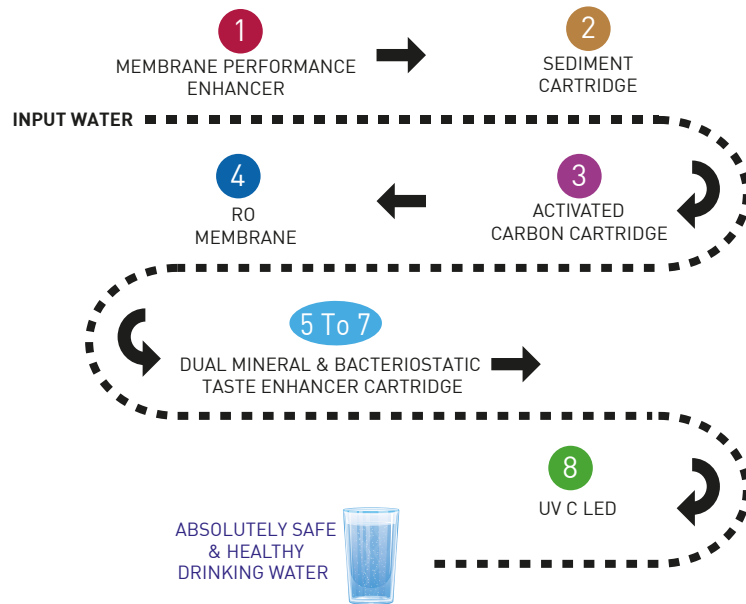 1
MEMBRANE PERFORMANCE
ENHANCER
2
SEDIMENT
CARTRIDGE
INPUT WATER
3
ACTIVATED
CARBON CARTRIDGE
4
RO
MEMBRANE
5 To 7
DUAL MINERAL & BACTERIOSTATIC
TASTE ENHANCER CARTRIDGE
8
UV C LED
ABSOLUTELY SAFE
& HEALTHY
DRINKING WATER